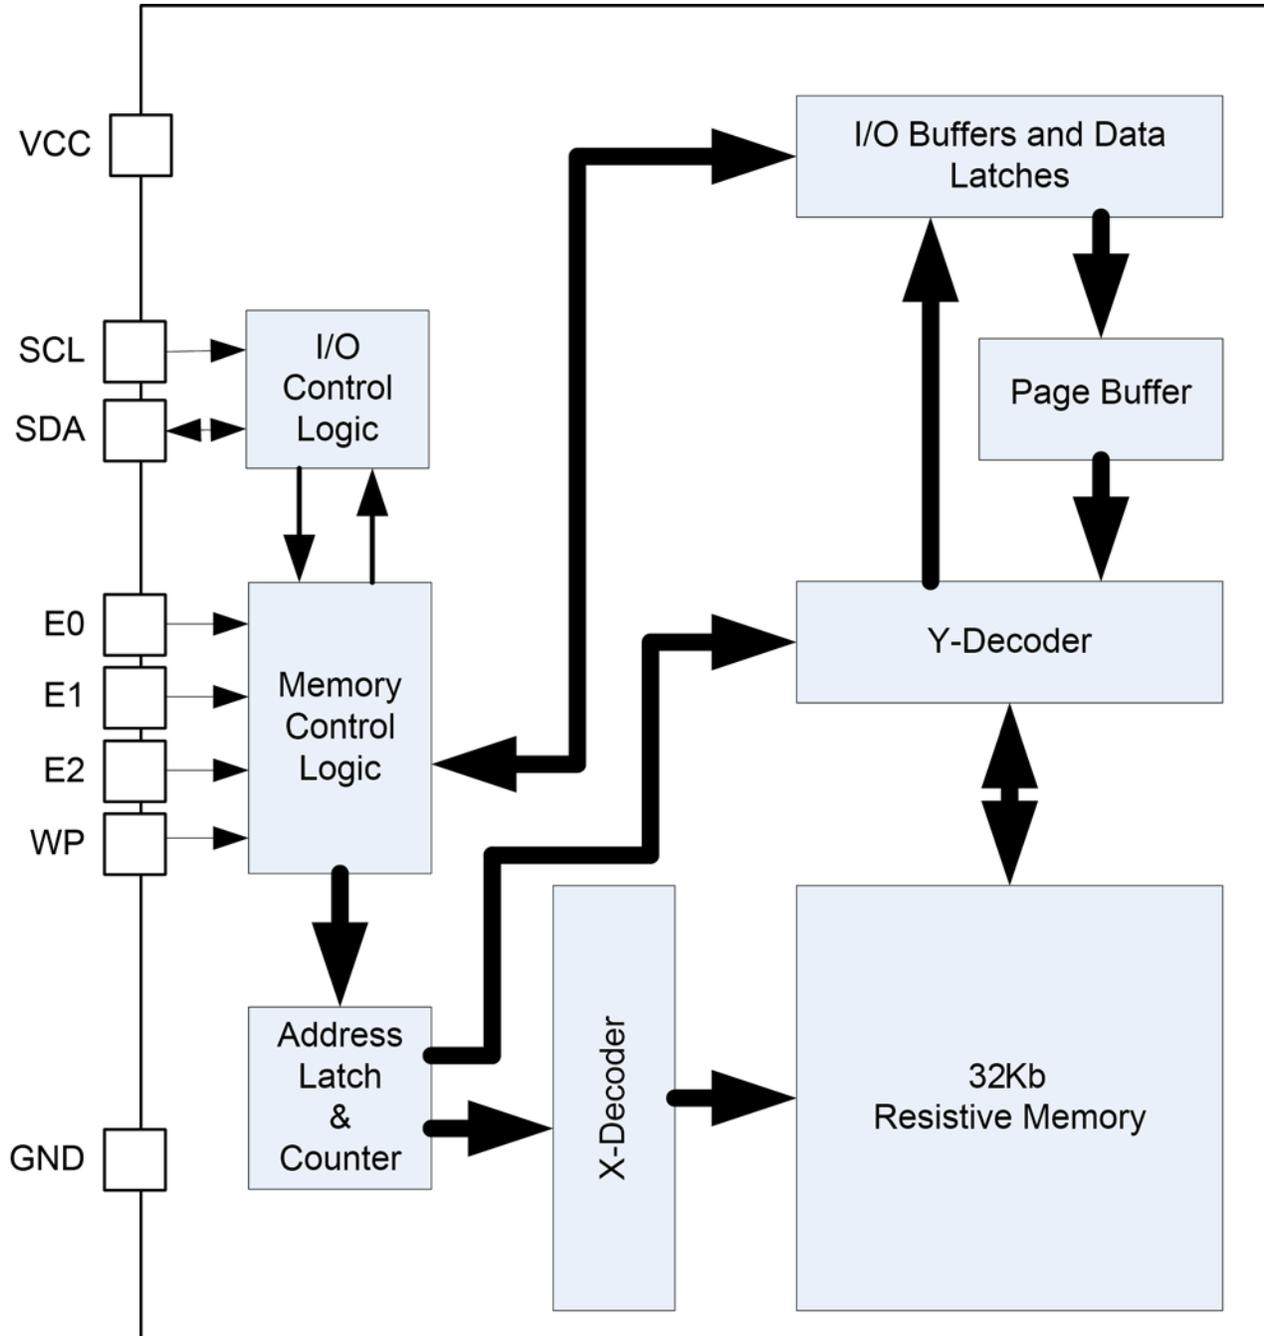 VCC
I/O Buffers and Data
Latches
SCL
I/O
Control
Logic
SDA
Page Buffer
E0
E1
E2
WP
Memory
Control
Logic
Y-Decoder
Address
Latch
&
Counter
GND
X-Decoder
32Kb
Resistive Memory